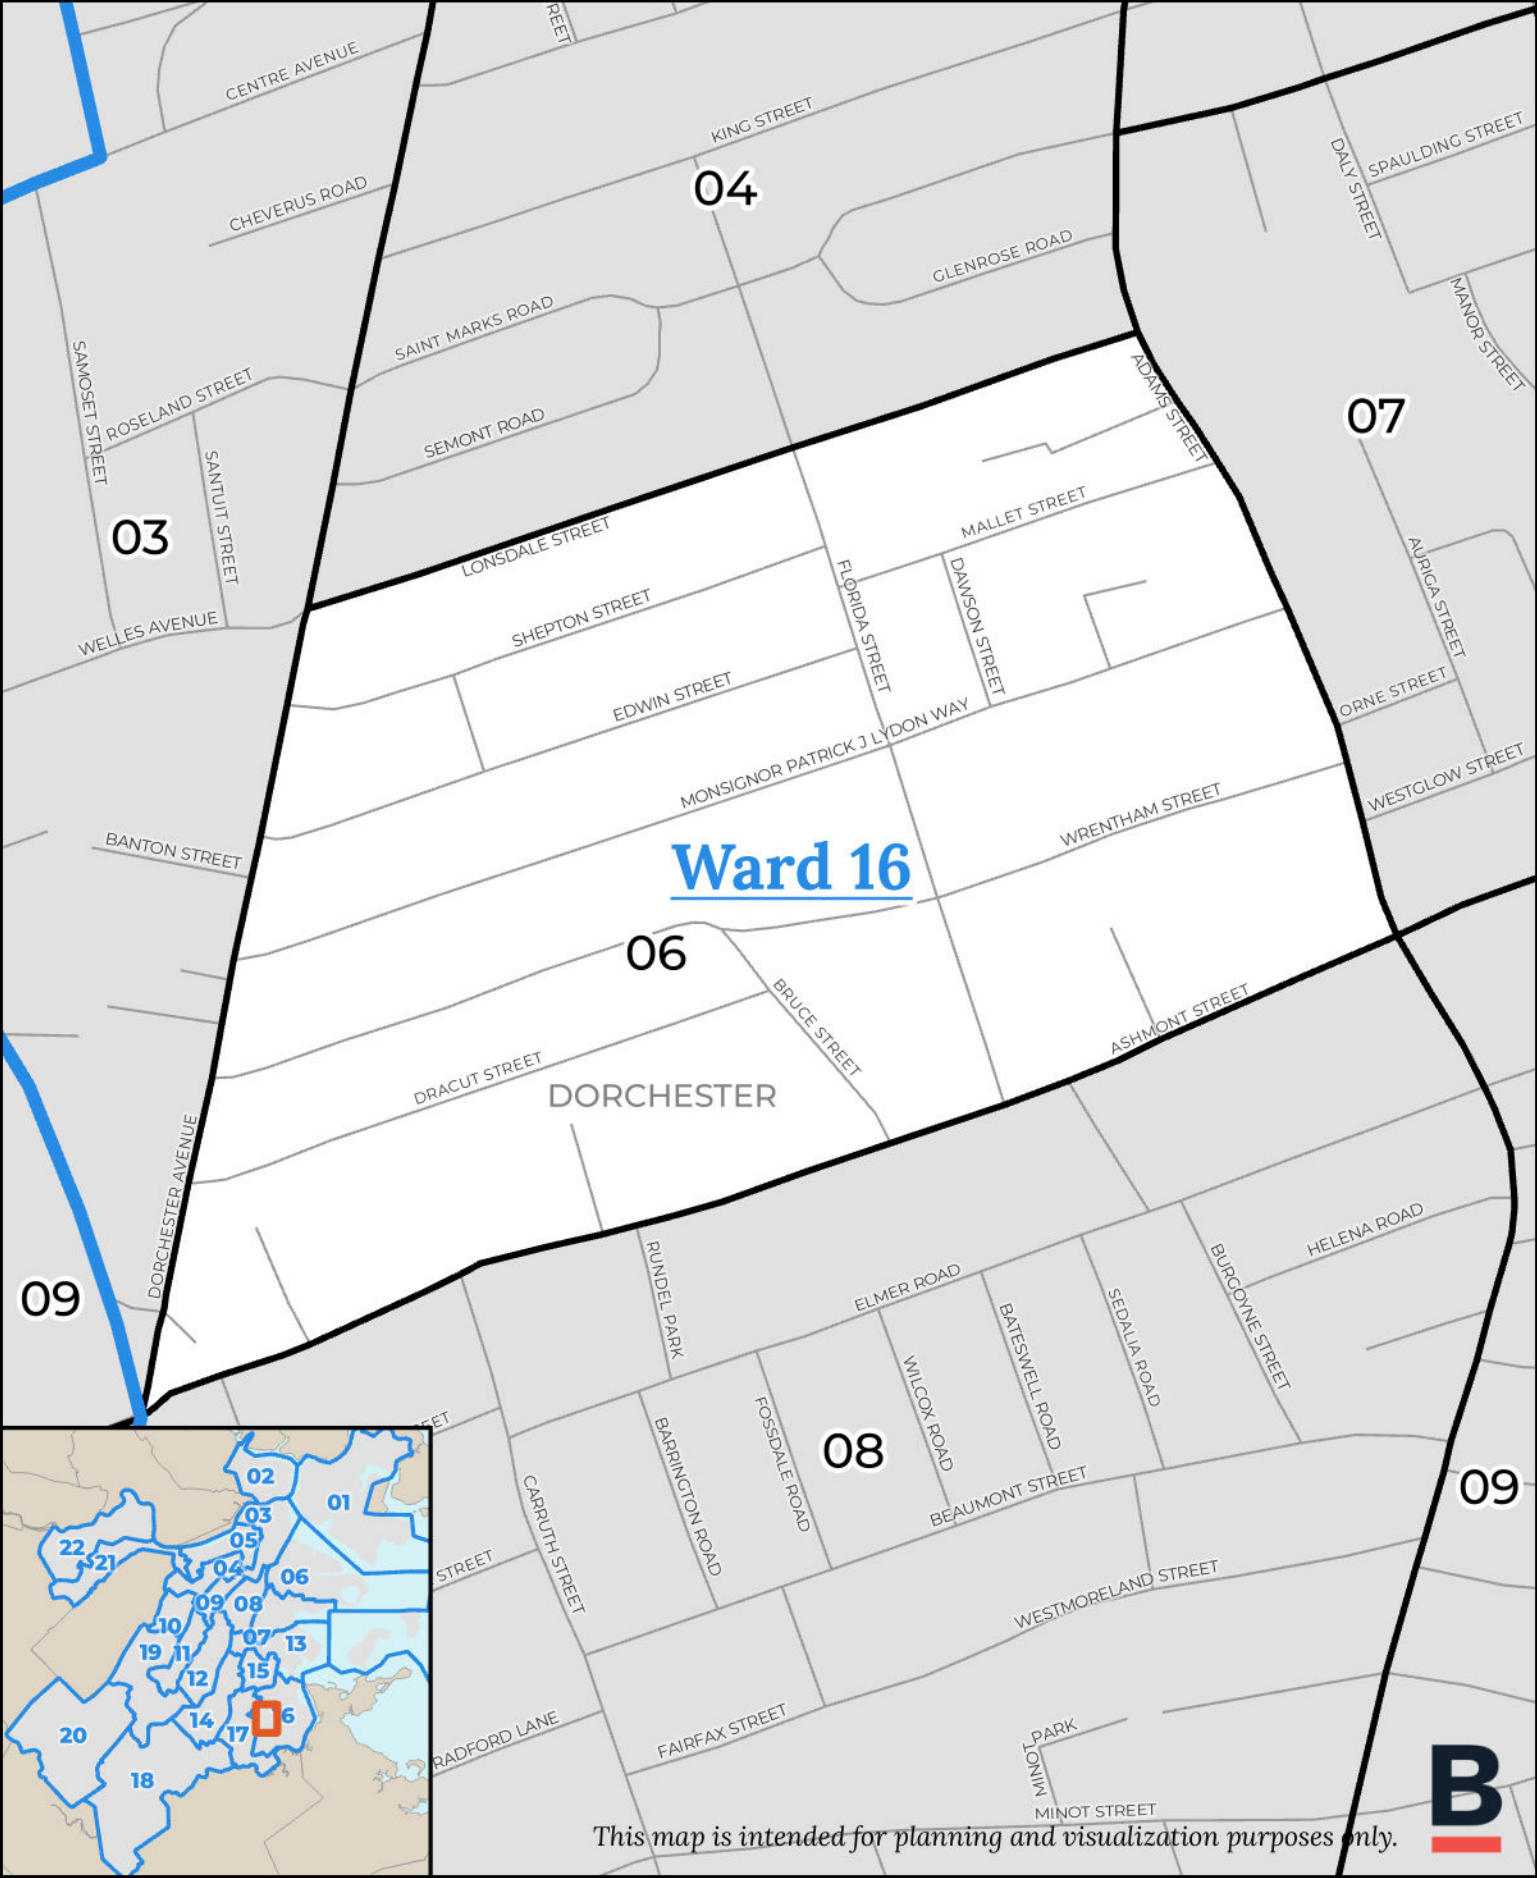 CENTRE AVENUE
REET
KING STREET
DALY STREET
SPAULDING STREET
04
CHEVERUS ROAD
GLENROSE ROAD
MANOR STREET
SAINT MARKS ROAD
SAMOSET STREET
ROSELAND STREET
SEMONT ROAD
ADAMS STREET
07
SANTUIT STREET
03
LONSDALE STREET
MALLET STREET
AURIGA STREET
WELLES AVENUE
SHEPTON STREET
FLORIDA STREET
DAWSON STREET
EDWIN STREET
ORNE STREET
MONSIGNOR PATRICK J LYDON WAY
WESTGLOW STREET
WRENTHAM STREET
BANTON STREET
Ward 16
06
BRUCE STREET
ASHMONT STREET
DRACUT STREET
DORCHESTER
DORCHESTER AVENUE
09
RUNDEL PARK
HELENA ROAD
BURGOYNE STREET
ELMER ROAD
SEDALIA ROAD
BATESWELL ROAD
WILCOX ROAD
FOSSDALE ROAD
BARRINGTON ROAD
EET
08
BEAUMONT STREET
09
CARRUTH STREET
STREET
WESTMORELAND STREET
FAIRFAX STREET
RADFORD LANE
MINOT
PARK
MINOT STREET
This map is intended for planning and visualization purposes only.
B
02
01
03
05
22
21
04
06
09
08
10
07
13
19
11
15
12
14
6
17
20
18